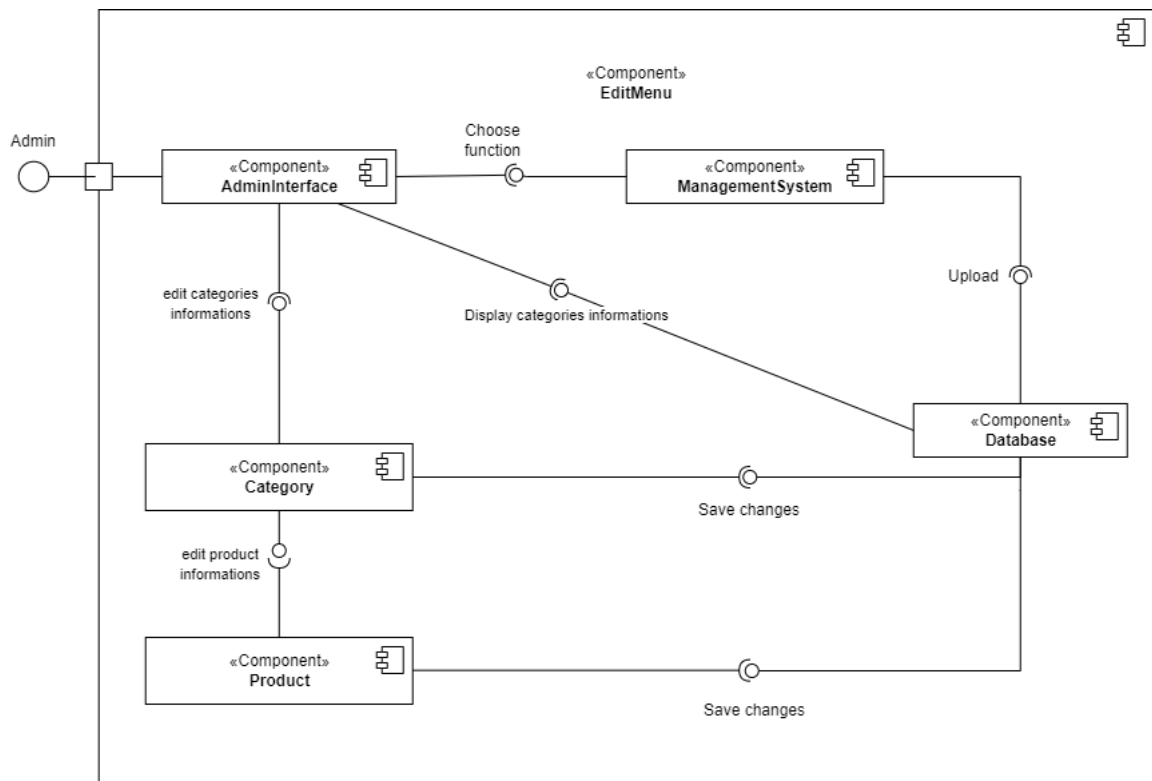 «Component»
EditMenu
Admin
Choose
function
«Component»
AdminInterface
«Component»
ManagementSystem
edit categories
informations
Upload
Display categories informations
«Component»
Database
«Component»
Category
Save changes
edit product
informations
«Component»
Product
Save changes